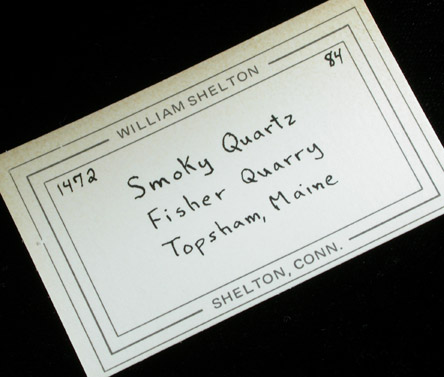 WILLIAM SHELTON
84
1472
Smoky Quartz
Fisher Quarry
Topsham, Maine
SHELTON, CONN.